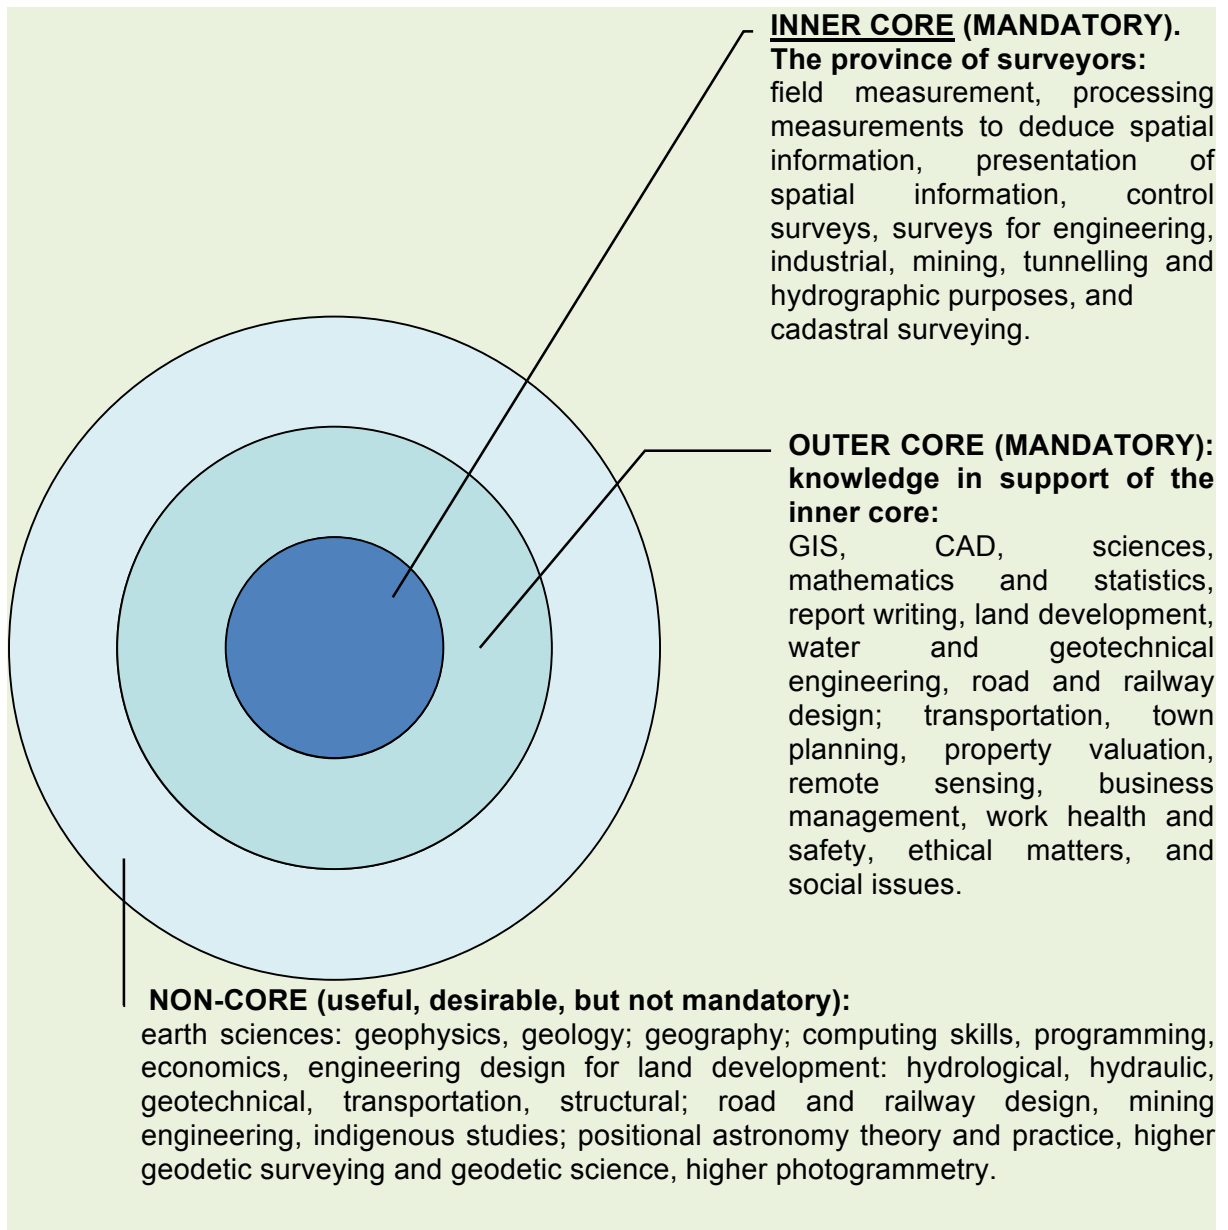 INNER CORE (MANDATORY).
The province of surveyors:
field measurement, processing
measurements to deduce spatial
information, presentation of
spatial information, control
surveys, surveys for engineering,
industrial, mining, tunnelling and
hydrographic purposes, and
cadastral surveying.
OUTER CORE (MANDATORY):
knowledge in support of the
inner core:
GIS, CAD, sciences,
mathematics and statistics,
report writing, land development,
water and geotechnical
engineering, road and railway
design; transportation, town
planning, property valuation,
remote sensing, business
management, work health and
safety, ethical matters, and
social issues.
NON-CORE (useful, desirable, but not mandatory):
earth sciences: geophysics, geology; geography; computing skills, programming,
economics, engineering design for land development: hydrological, hydraulic,
geotechnical, transportation, structural; road and railway design, mining
engineering, indigenous studies; positional astronomy theory and practice, higher
geodetic surveying and geodetic science, higher photogrammetry.